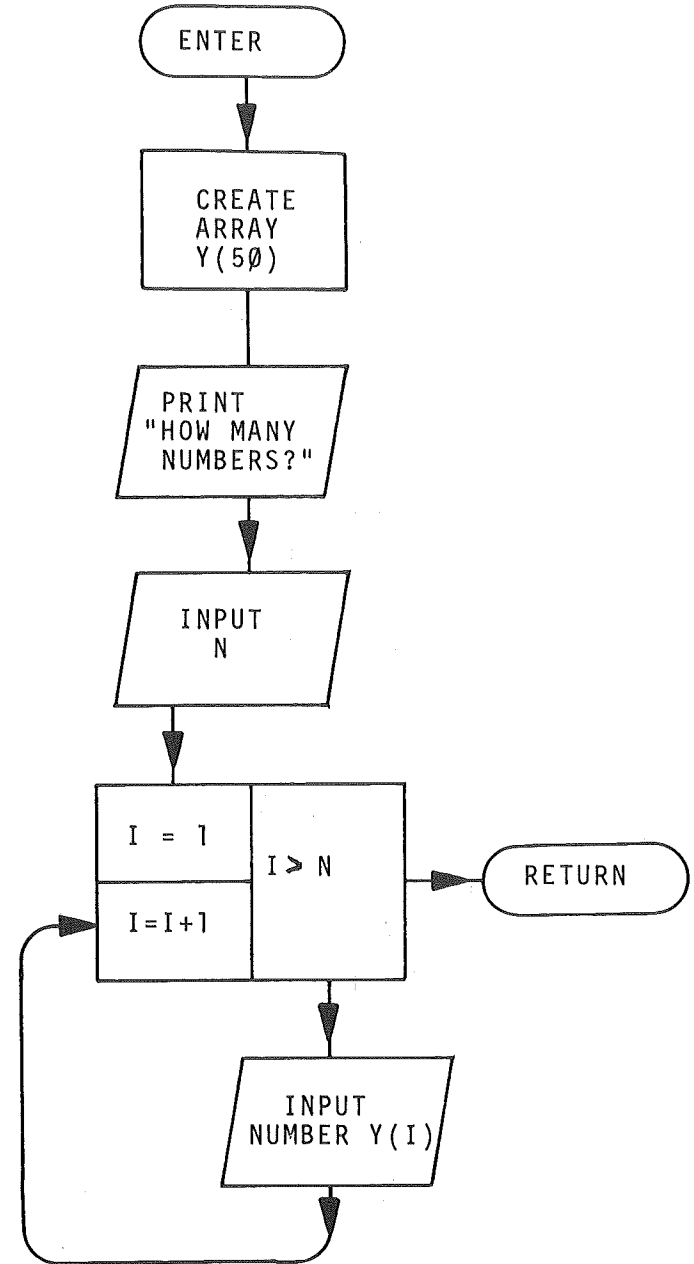 ENTER
CREATE
ARRAY
Y(5Ø)
PRINT
"HOW MANY
NUMBERS?"
INPUT
N
I = 1
I > N
I=I+1
RETURN
INPUT
NUMBER Y(I)